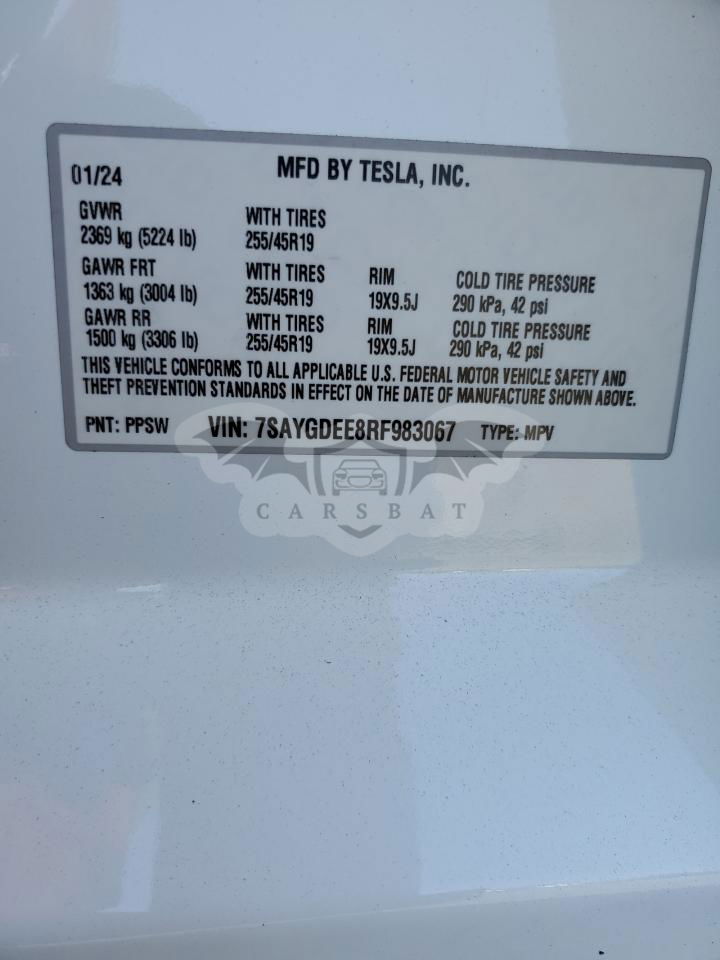 01/24 MFD BY TESLA, INC.
GVWR WITH TIRES
2369 kg (5224 lb) 255/45R19
GAWR FRT WITH TIRES RIM COLD TIRE PRESSURE
1363 kg (3004 lb) 255/45R19 19X9.5J 290 kPa, 42 psi
GAWR RR WITH TIRES RIM COLD TIRE PRESSURE
1500 kg (3306 lb) 255/45R19 19X9.5J 290 kPa, 42 psi
THIS VEHICLE CONFORMS TO ALL APPLICABLE U.S. FEDERAL MOTOR VEHICLE SAFETY AND
THEFT PREVENTION STANDARDS IN EFFECT ON THE DATE OF MANUFACTURE SHOWN ABOVE.
PNT: PPSW VIN: 7SAYGDEE8RF983067 TYPE: MPV
CARSBAT